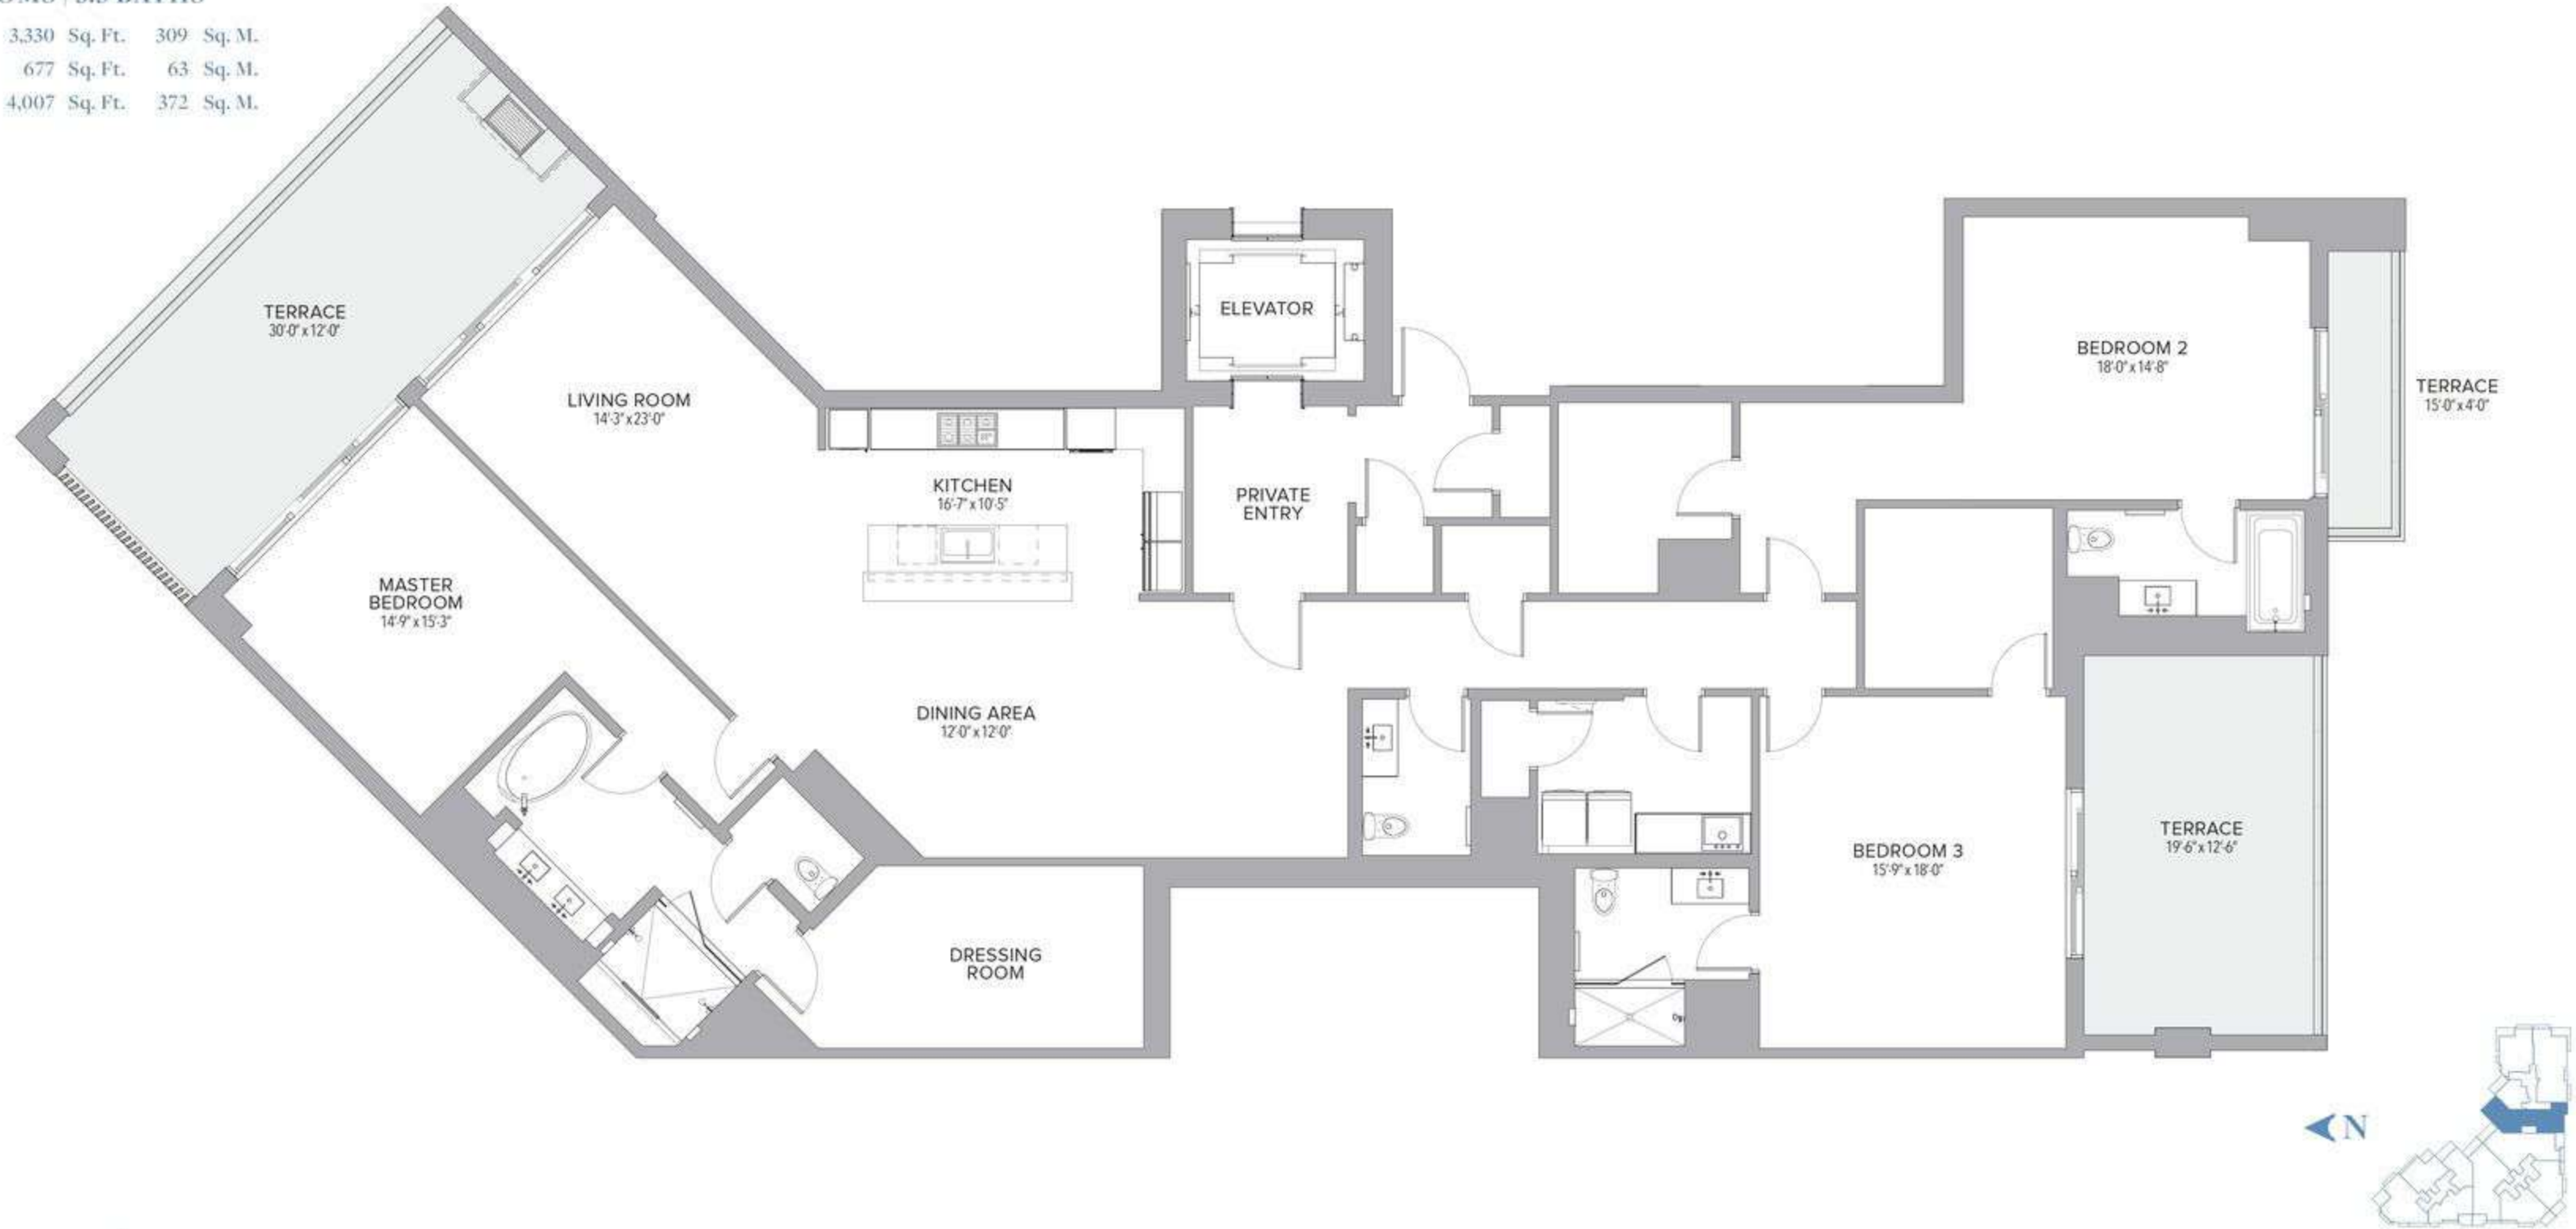 3.5 BATHS
3,330 Sq. Ft. 309 Sq. M.
677 Sq. Ft. 63 Sq. M.
4,007 Sq. Ft. 372 Sq. M.
TERRACE
30'-0" x 12'-0"
LIVING ROOM
14'-3" x 23'-0"
ELEVATOR
BEDROOM 2
18'-0" x 14'-8"
TERRACE
15'-0" x 4'-0"
KITCHEN
16'-7" x 10'-5"
PRIVATE
ENTRY
MASTER
BEDROOM
14'-9" x 15'-3"
DINING AREA
12'-0" x 12'-0"
BEDROOM 3
15'-9" x 18'-0"
TERRACE
19'-6" x 12'-6"
DRESSING
ROOM
N